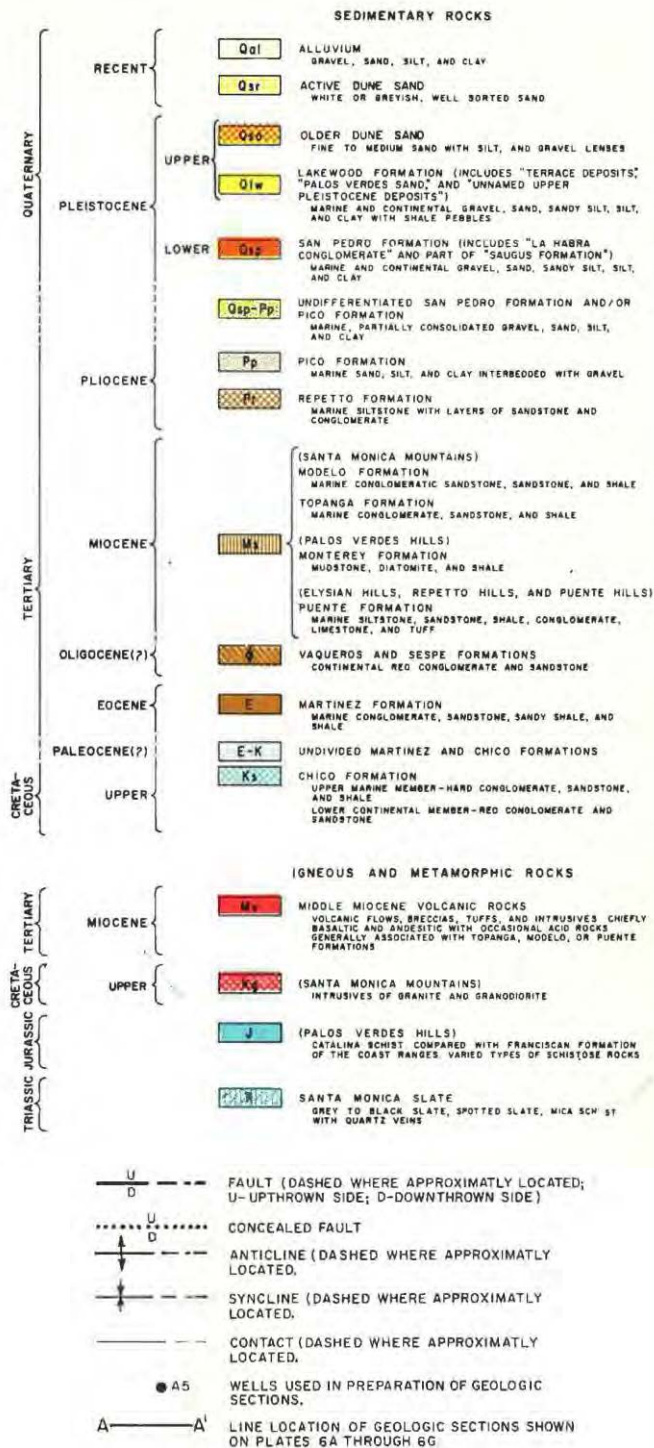 SEDIMENTARY ROCKS
QUATERNARY
RECENT
Qal
ALLUVIUM
GRAVEL, SAND, SILT, AND CLAY
Qsr
ACTIVE DUNE SAND
WHITE OR GREYISH, WELL SORTED SAND
PLEISTOCENE
UPPER
Qso
OLDER DUNE SAND
FINE TO MEDIUM SAND WITH SILT, AND GRAVEL LENSES
Qlw
LAKEWOOD FORMATION (INCLUDES "TERRACE DEPOSITS,"
"PALOS VERDES SAND," AND "UNNAMED UPPER
PLEISTOCENE DEPOSITS")
MARINE AND CONTINENTAL GRAVEL, SAND, SANDY SILT, SILT,
AND CLAY WITH SHALE PEBBLES
LOWER
Qsp
SAN PEDRO FORMATION (INCLUDES "LA HABRA
CONGLOMERATE" AND PART OF "SAUGUS FORMATION")
MARINE AND CONTINENTAL GRAVEL, SAND, SANDY SILT, SILT,
AND CLAY
Qsp-Pp
UNDIFFERENTIATED SAN PEDRO FORMATION AND/OR
PICO FORMATION
MARINE, PARTIALLY CONSOLIDATED GRAVEL, SAND, SILT,
AND CLAY
TERTIARY
PLIOCENE
Pp
PICO FORMATION
MARINE SAND, SILT, AND CLAY INTERBEDDED WITH GRAVEL
Pr
REPETTO FORMATION
MARINE SILTSTONE WITH LAYERS OF SANDSTONE AND
CONGLOMERATE
MIOCENE
Ms
(SANTA MONICA MOUNTAINS)
MODELO FORMATION
MARINE CONGLOMERATIC SANDSTONE, SANDSTONE, AND SHALE
TOPANGA FORMATION
MARINE CONGLOMERATE, SANDSTONE, AND SHALE
(PALOS VERDES HILLS)
MONTEREY FORMATION
MUDSTONE, DIATOMITE, AND SHALE
(ELYSIAN HILLS, REPETTO HILLS, AND PUENTE HILLS)
PUENTE FORMATION
MARINE SILTSTONE, SANDSTONE, SHALE, CONGLOMERATE,
LIMESTONE, AND TUFF
OLIGOCENE(?)
VAQUEROS AND SESPE FORMATIONS
CONTINENTAL RED CONGLOMERATE AND SANDSTONE
EOCENE
E
MARTINEZ FORMATION
MARINE CONGLOMERATE, SANDSTONE, SANDY SHALE, AND
SHALE
PALEOCENE(?)
E-K
UNDIVIDED MARTINEZ AND CHICO FORMATIONS
CRETA-
CEOUS
UPPER
Ks
CHICO FORMATION
UPPER MARINE MEMBER-HARD CONGLOMERATE, SANDSTONE,
AND SHALE
LOWER CONTINENTAL MEMBER-RED CONGLOMERATE AND
SANDSTONE
IGNEOUS AND METAMORPHIC ROCKS
TERTIARY
MIOCENE
Mv
MIDDLE MIOCENE VOLCANIC ROCKS
VOLCANIC FLOWS, BRECCIAS, TUFFS, AND INTRUSIVES CHIEFLY
BASALTIC AND ANDESITIC WITH OCCASIONAL ACID ROCKS
GENERALLY ASSOCIATED WITH TOPANGA, MODELO, OR PUENTE
FORMATIONS
CRETA-
CEOUS
UPPER
Kg
(SANTA MONICA MOUNTAINS)
INTRUSIVES OF GRANITE AND GRANODIORITE
JURASSIC
J
(PALOS VERDES HILLS)
CATALINA SCHIST COMPARED WITH FRANCISCAN FORMATION
OF THE COAST RANGES. VARIED TYPES OF SCHISTOSE ROCKS
TRIASSIC
SANTA MONICA SLATE
GREY TO BLACK SLATE, SPOTTED SLATE, MICA SCH ST
WITH QUARTZ VEINS
U
D
FAULT (DASHED WHERE APPROXIMATLY LOCATED;
U-UPTHROWN SIDE; D-DOWNTHROWN SIDE)
U
D
CONCEALED FAULT
ANTICLINE (DASHED WHERE APPROXIMATLY
LOCATED.
SYNCLINE (DASHED WHERE APPROXIMATLY
LOCATED.
CONTACT (DASHED WHERE APPROXIMATLY
LOCATED.
A5
WELLS USED IN PREPARATION OF GEOLOGIC
SECTIONS.
A A'
LINE LOCATION OF GEOLOGIC SECTIONS SHOWN
ON PLATES 6A THROUGH 6G